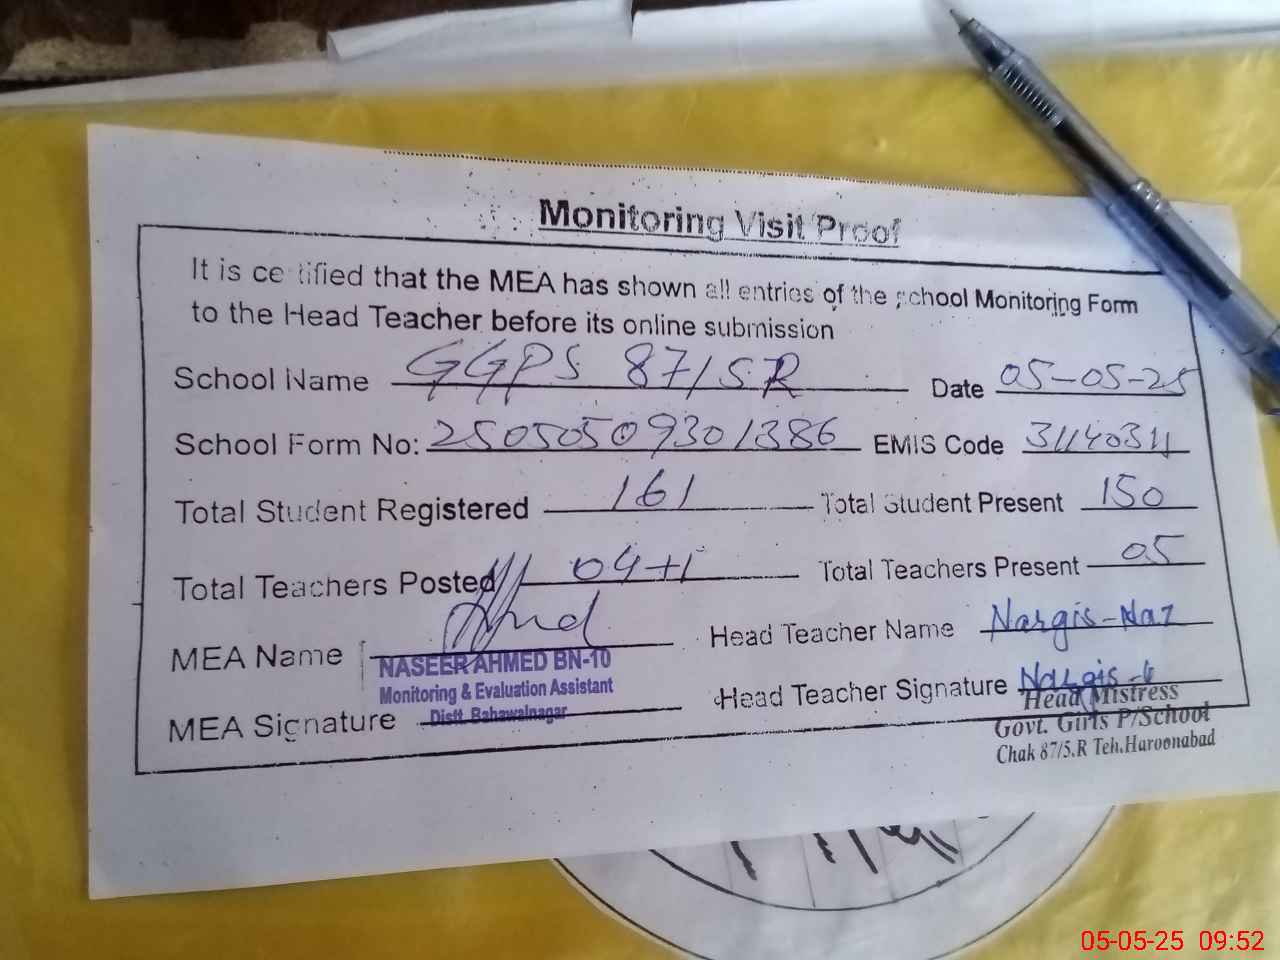 Monitoring Visit Proof
It is certified that the MEA has shown all entries of the school Monitoring Form
to the Head Teacher before its online submission
School Name GGPS 87/5R Date 05-05-25
School Form No: 25050509301386 EMIS Code 31140311
Total Student Registered 161 Total Student Present 150
Total Teachers Posted 04+1 Total Teachers Present 05
MEA Name Head Teacher Name Nargis-Naz
NASEER AHMED BN-10
Monitoring & Evaluation Assistant
Distt. Bahawalnagar
MEA Signature Head Teacher Signature Nargis
Head Mistress
Govt. Girls P/School
Chak 87/5.R Teh.Haroonabad
05-05-25 09:52